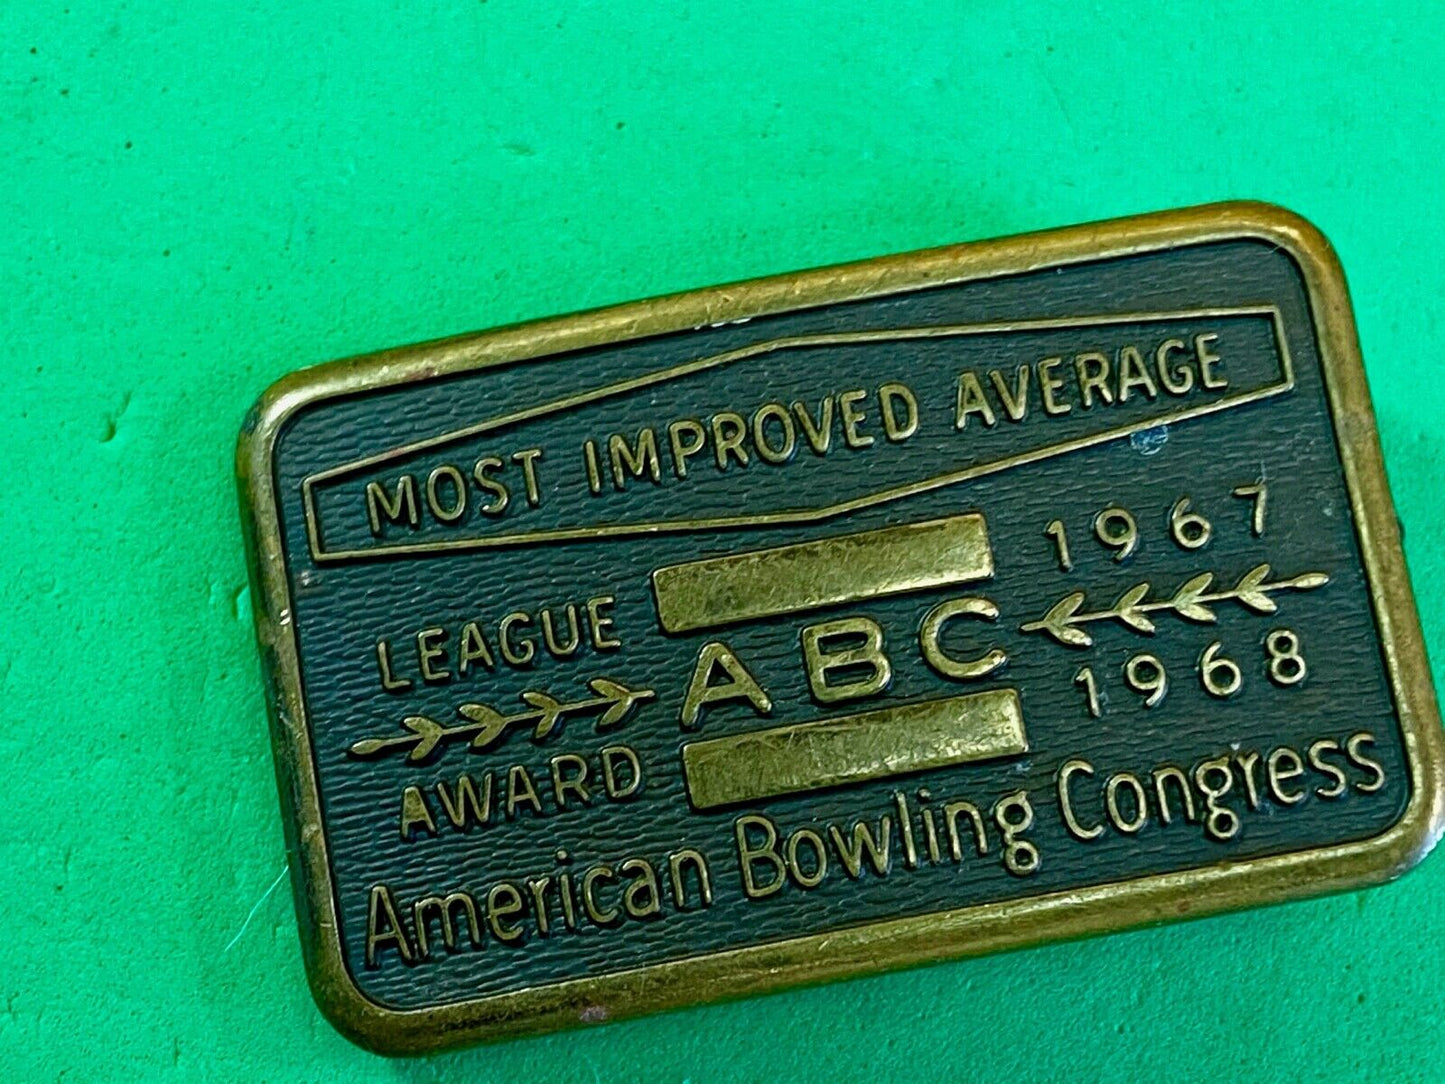 MOST IMPROVED AVERAGE
LEAGUE
AWARD
ABC
1967
1968
American Bowling Congress